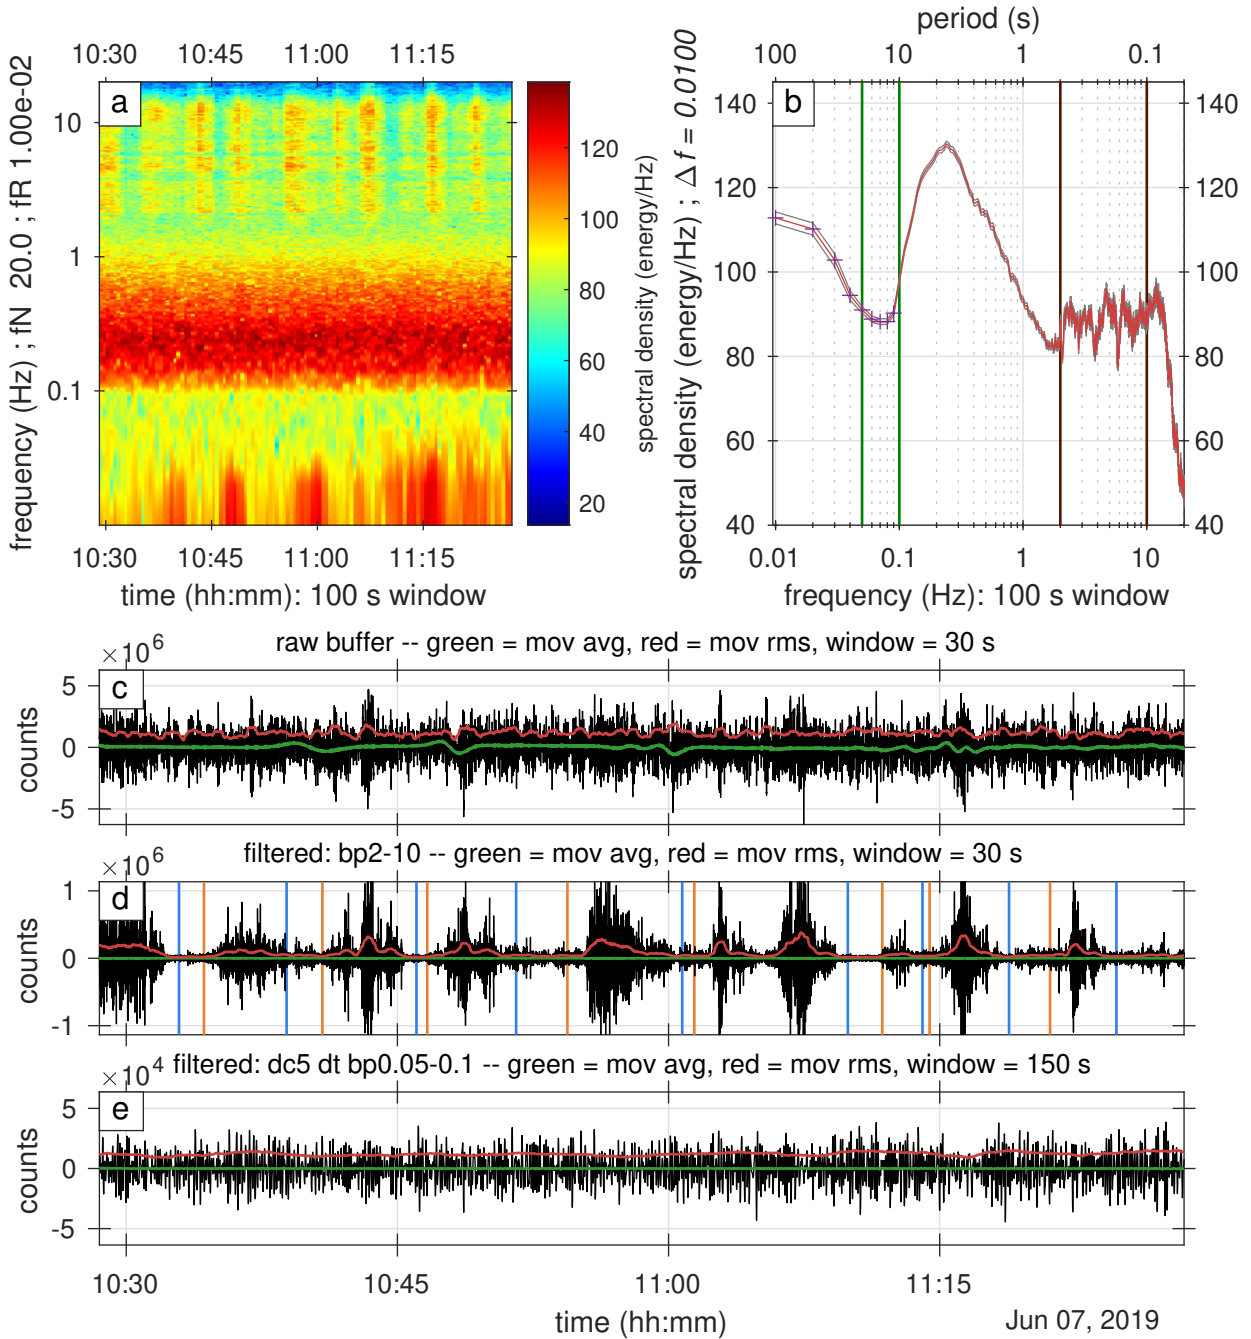 period (s)
10:30 10:45 11:00 11:15
100 10 1 0.1
a
b
frequency (Hz) ; fN 20.0 ; fR 1.00e-02
10
1
0.1
120
100
80
60
40
20
spectral density (energy/Hz)
spectral density (energy/Hz) ; Δ f = 0.0100
140
120
100
80
60
40
140
120
100
80
60
40
10:30 10:45 11:00 11:15
0.01 0.1 1 10
time (hh:mm): 100 s window
frequency (Hz): 100 s window
×10⁶
raw buffer -- green = mov avg, red = mov rms, window = 30 s
c
counts
5
0
-5
×10⁶
filtered: bp2-10 -- green = mov avg, red = mov rms, window = 30 s
d
counts
1
0
-1
×10⁴
filtered: dc5 dt bp0.05-0.1 -- green = mov avg, red = mov rms, window = 150 s
e
counts
5
0
-5
10:30 10:45 11:00 11:15
time (hh:mm)
Jun 07, 2019